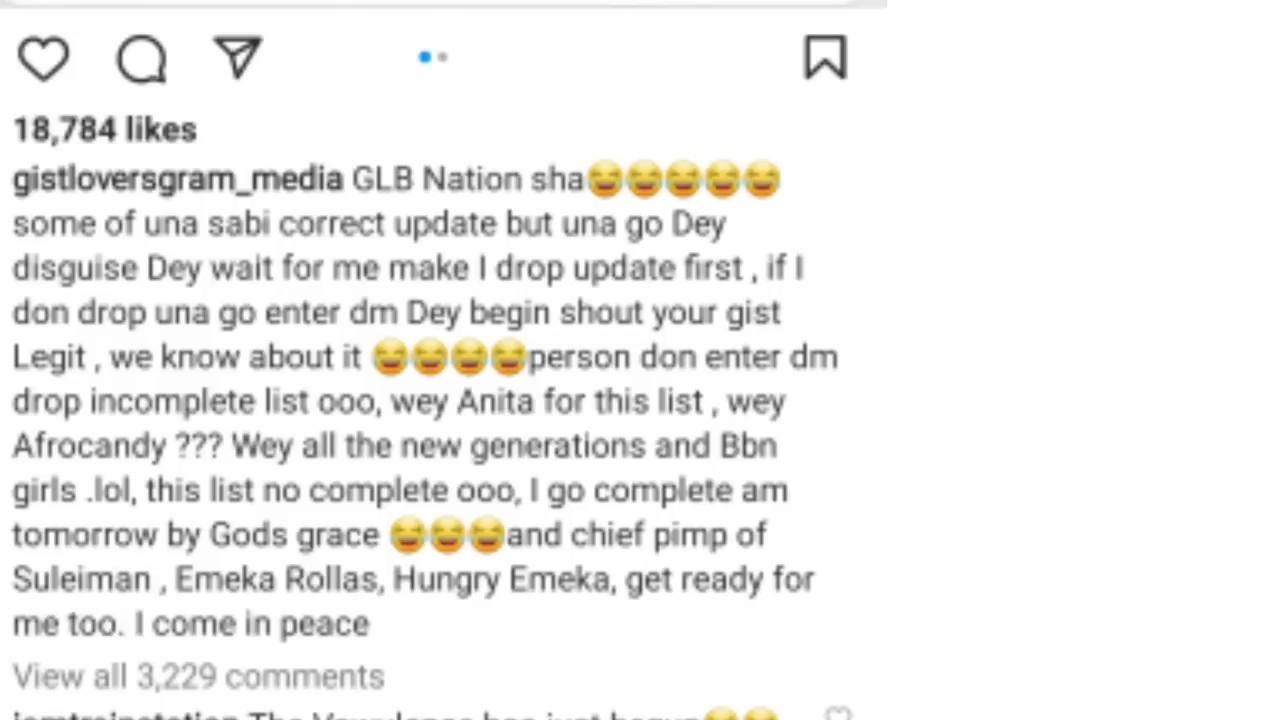 18,784 likes
gistloversgram_media GLB Nation sha😂😂😂😂😂
some of una sabi correct update but una go Dey
disguise Dey wait for me make I drop update first , if I
don drop una go enter dm Dey begin shout your gist
Legit , we know about it 😂😂😂😂person don enter dm
drop incomplete list ooo, wey Anita for this list , wey
Afrocandy ??? Wey all the new generations and Bbn
girls .lol, this list no complete ooo, I go complete am
tomorrow by Gods grace 😂😂😂and chief pimp of
Suleiman , Emeka Rollas, Hungry Emeka, get ready for
me too. I come in peace
View all 3,229 comments
The has just begun😂😂